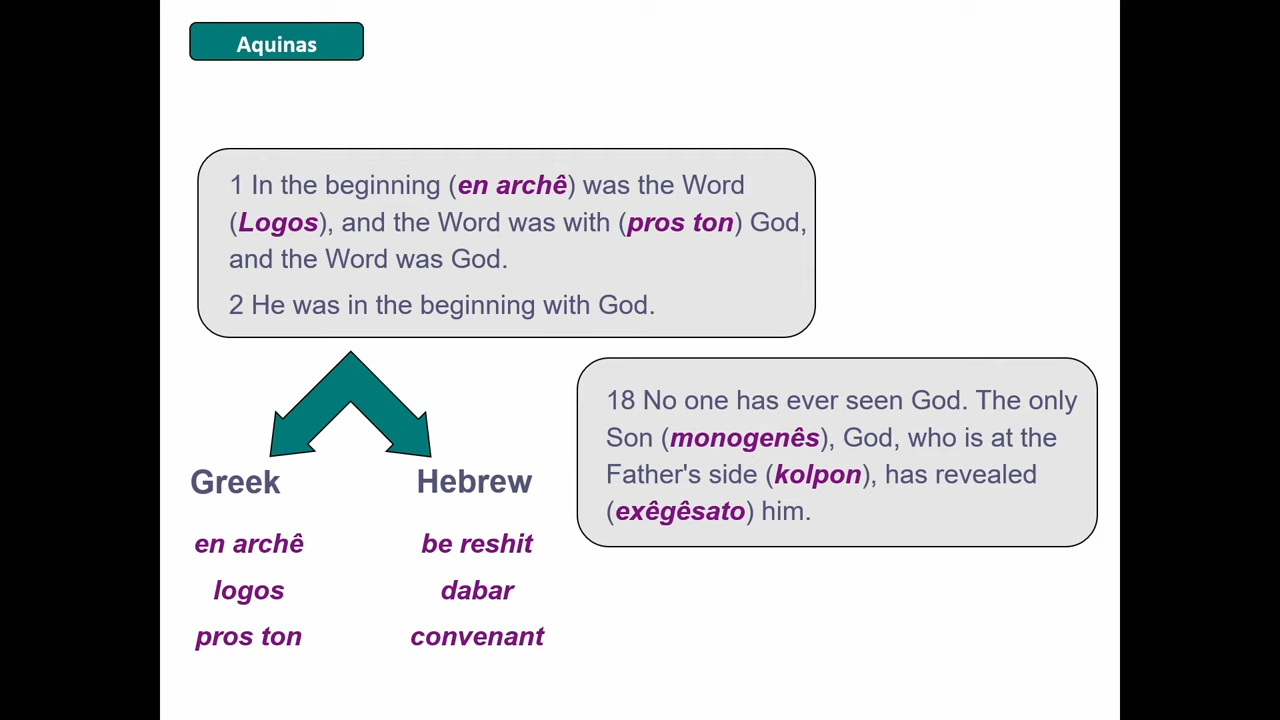 Aquinas
1 In the beginning (en archê) was the Word
(Logos), and the Word was with (pros ton) God,
and the Word was God.
2 He was in the beginning with God.
18 No one has ever seen God. The only
Son (monogenês), God, who is at the
Father's side (kolpon), has revealed
(exêgêsato) him.
Greek
en archê
logos
pros ton
Hebrew
be reshit
dabar
convenant